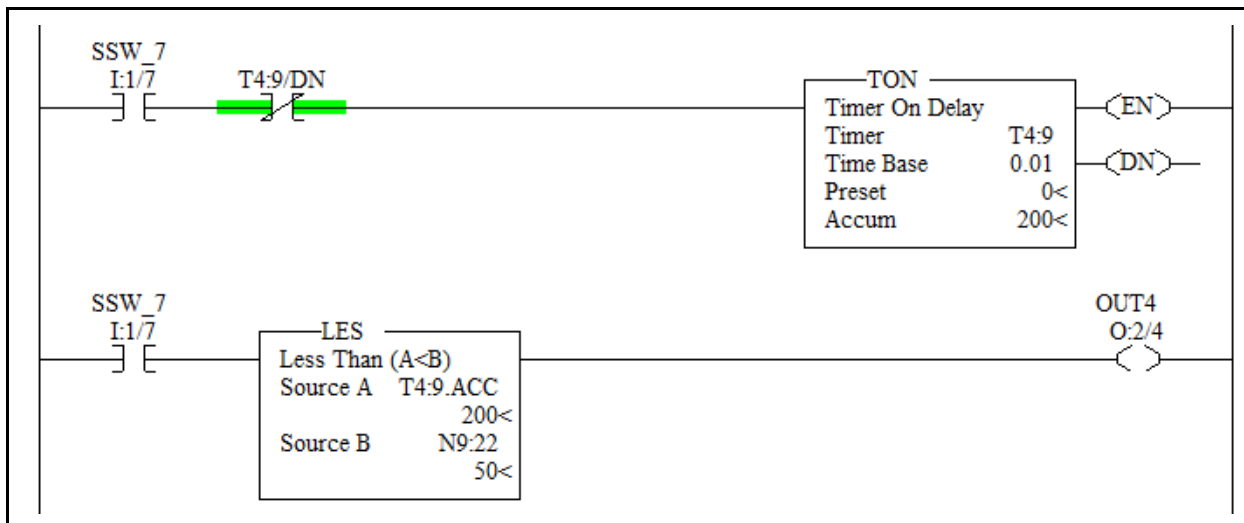 SSW_7
I:1/7
T4:9/DN
TON
Timer On Delay
Timer T4:9
Time Base 0.01
Preset 0<
Accum 200<
EN
DN
SSW_7
I:1/7
LES
Less Than (A<B)
Source A T4:9.ACC
200<
Source B N9:22
50<
OUT4
O:2/4